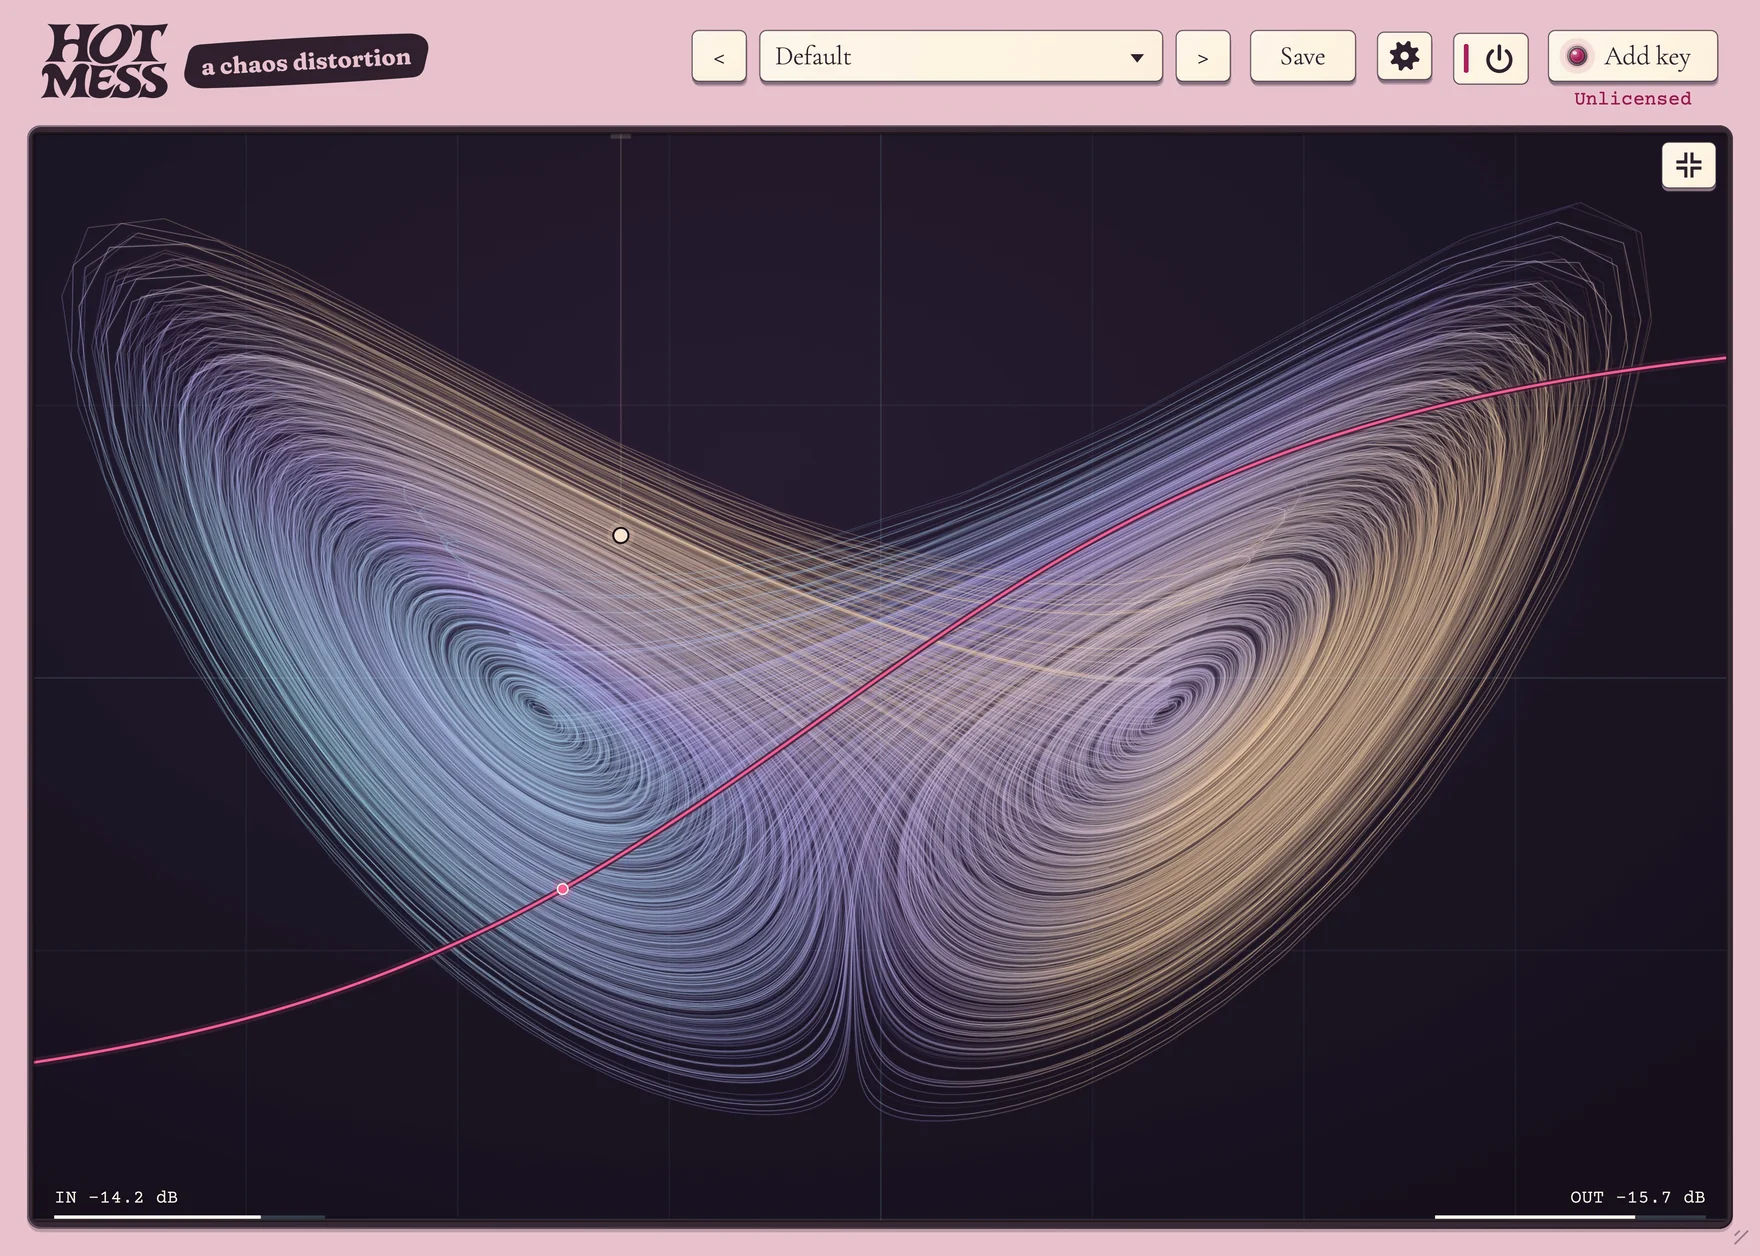 HOT
MESS
a chaos distortion
<
Default
>
Save
Add key
Unlicensed
IN -14.2 dB
OUT -15.7 dB